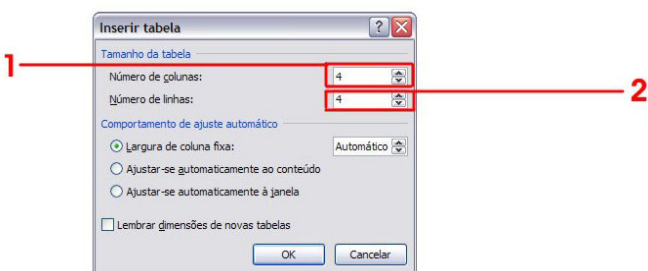 Inserir tabela
Tamanho da tabela
1
Número de colunas: 4
Número de linhas: 4
2
Comportamento de ajuste automático
Largura de coluna fixa: Automático
Ajustar-se automaticamente ao conteúdo
Ajustar-se automaticamente à janela
Lembrar dimensões de novas tabelas
OK Cancelar